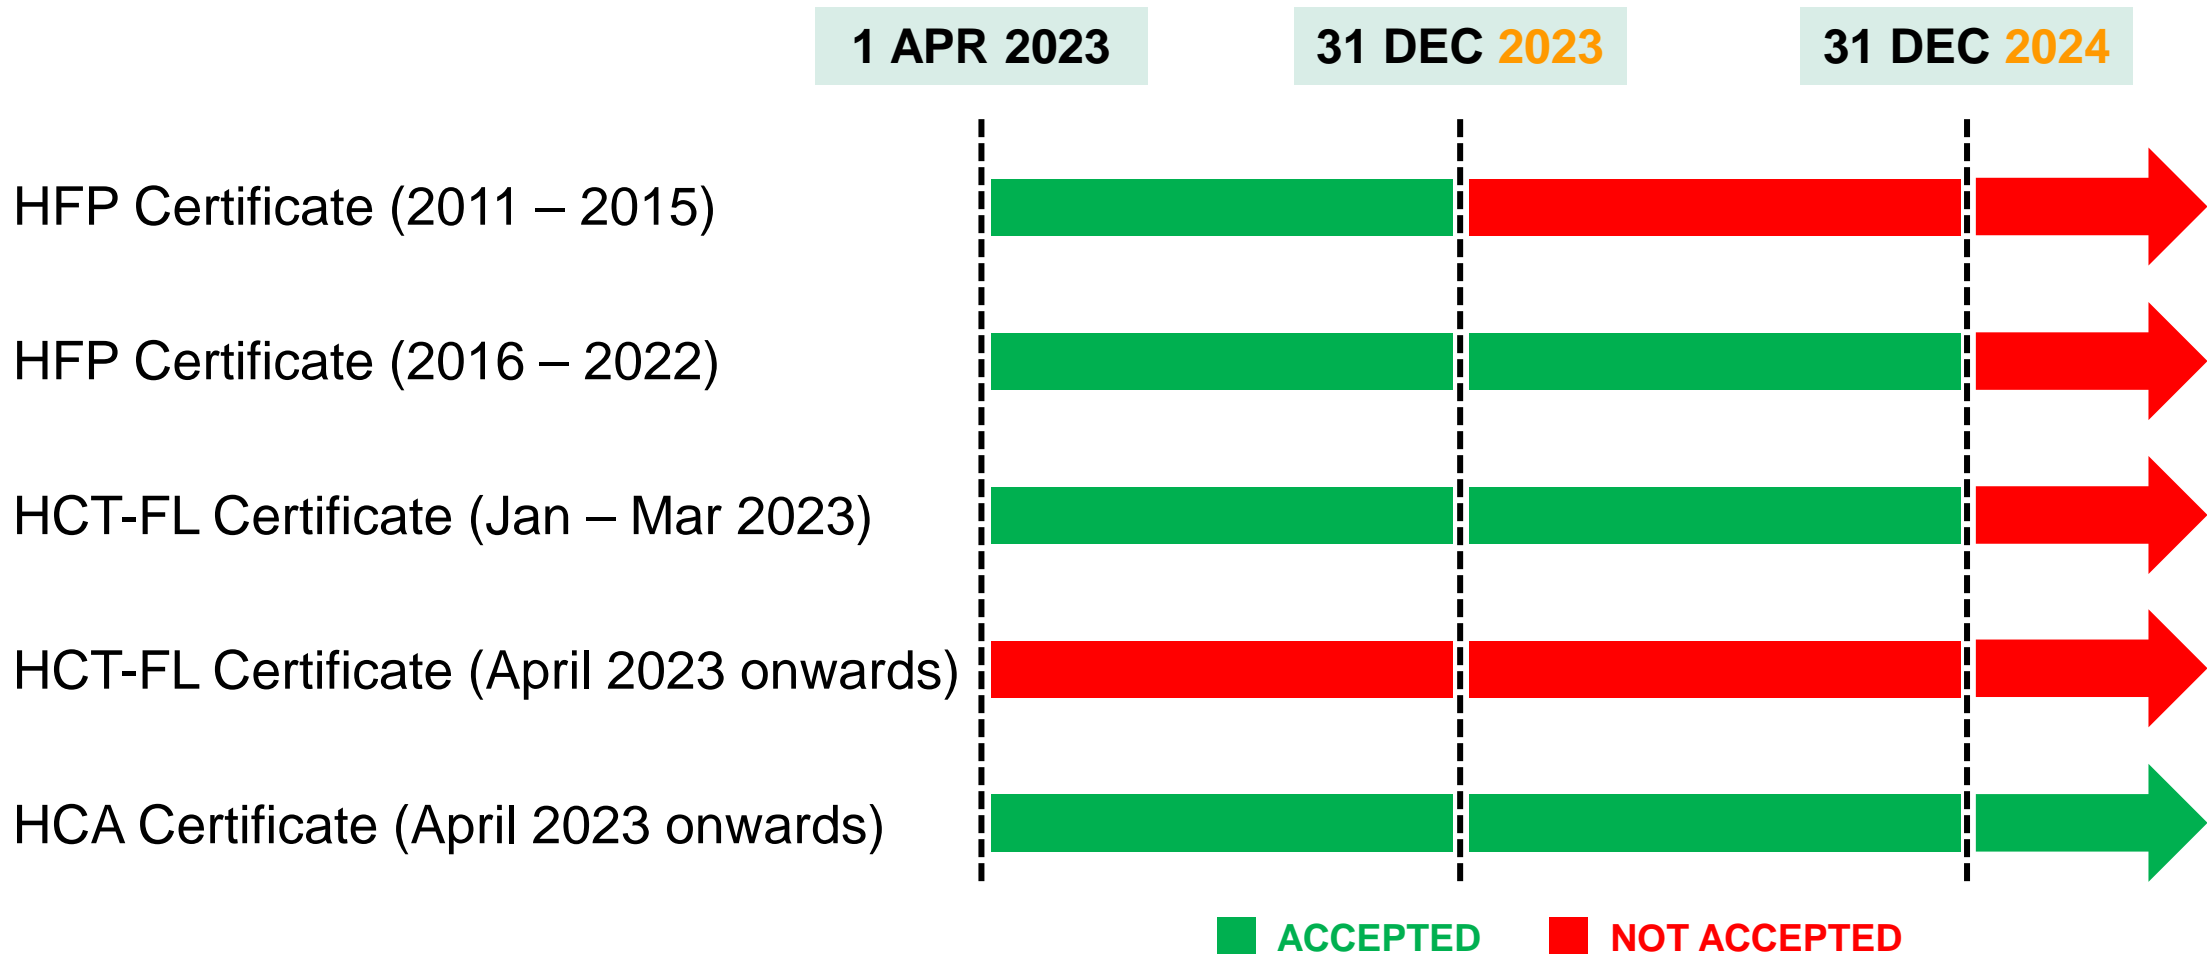 1 APR 2023
31 DEC 2023
31 DEC 2024
HFP Certificate (2011 – 2015)
HFP Certificate (2016 – 2022)
HCT-FL Certificate (Jan – Mar 2023)
HCT-FL Certificate (April 2023 onwards)
HCA Certificate (April 2023 onwards)
ACCEPTED
NOT ACCEPTED